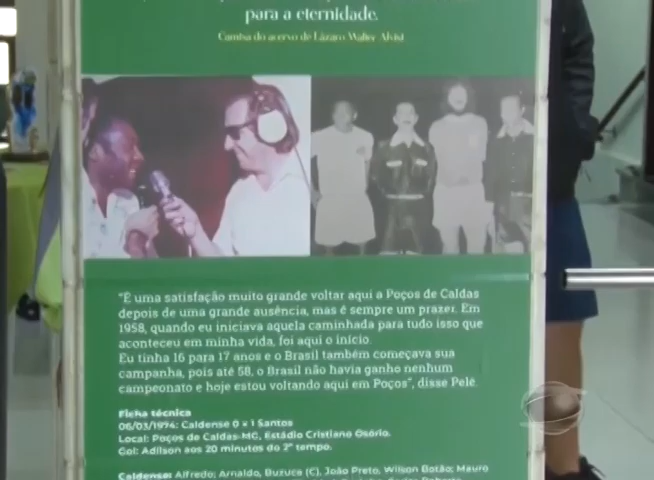 para a eternidade.
Camisa do acervo de Lázaro Walter Alvisi
"É uma satisfação muito grande voltar aqui a Poços de Caldas
depois de uma grande ausência, mas é sempre um prazer. Em
1958, quando eu iniciava aquela caminhada para tudo isso que
aconteceu em minha vida, foi aqui o início.
Eu tinha 16 para 17 anos e o Brasil também começava sua
campanha, pois até 58, o Brasil não havia ganho nenhum
campeonato e hoje estou voltando aqui em Poços", disse Pelé.
Ficha técnica
06/03/1974: Caldense 0 x 1 Santos
Local: Poços de Caldas-MG, Estádio Cristiano Osório.
Gol: Adilson aos 20 minutos do 2º tempo.
Caldense: Alfredo; Arnaldo, Buzuca (C), João Preto, Wilson Botão; Mauro